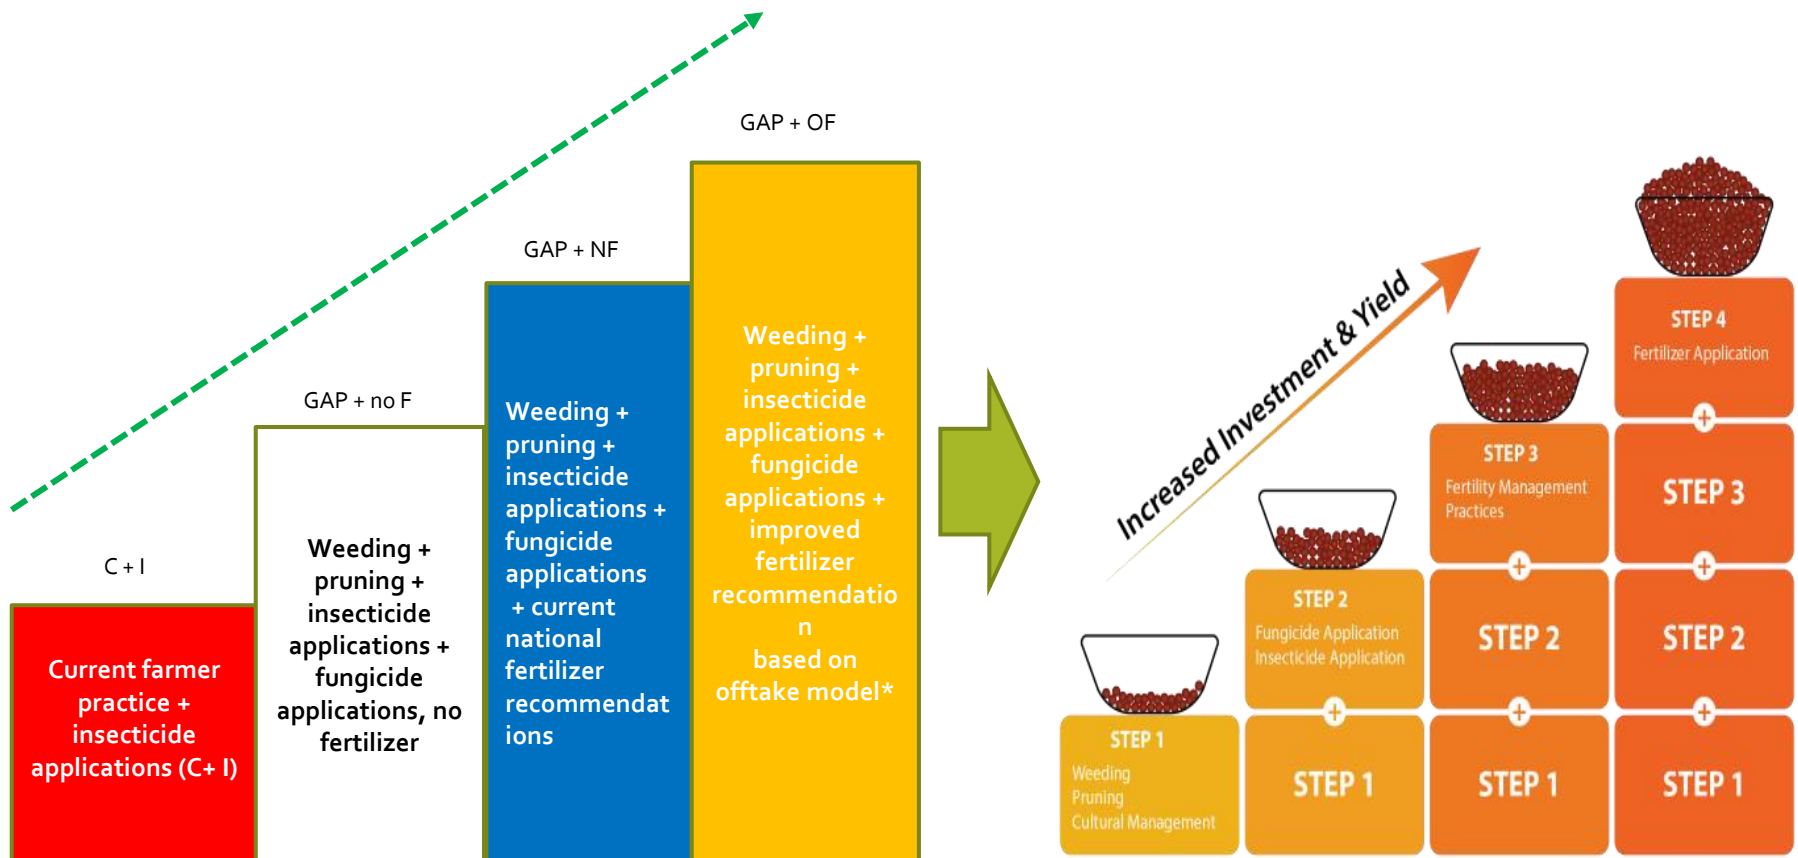 C + I
Current farmer
practice +
insecticide
applications (C+ I)
GAP + no F
Weeding +
pruning +
insecticide
applications +
fungicide
applications, no
fertilizer
GAP + NF
Weeding +
pruning +
insecticide
applications +
fungicide
applications
+ current
national
fertilizer
recommendat
ions
GAP + OF
Weeding +
pruning +
insecticide
applications +
fungicide
applications +
improved
fertilizer
recommendatio
n
based on
offtake model*
Increased Investment & Yield
STEP 1
Weeding
Pruning
Cultural Management
STEP 2
Fungicide Application
Insecticide Application
+
STEP 1
STEP 3
Fertility Management
Practices
+
STEP 2
+
STEP 1
STEP 4
Fertilizer Application
+
STEP 3
+
STEP 2
+
STEP 1